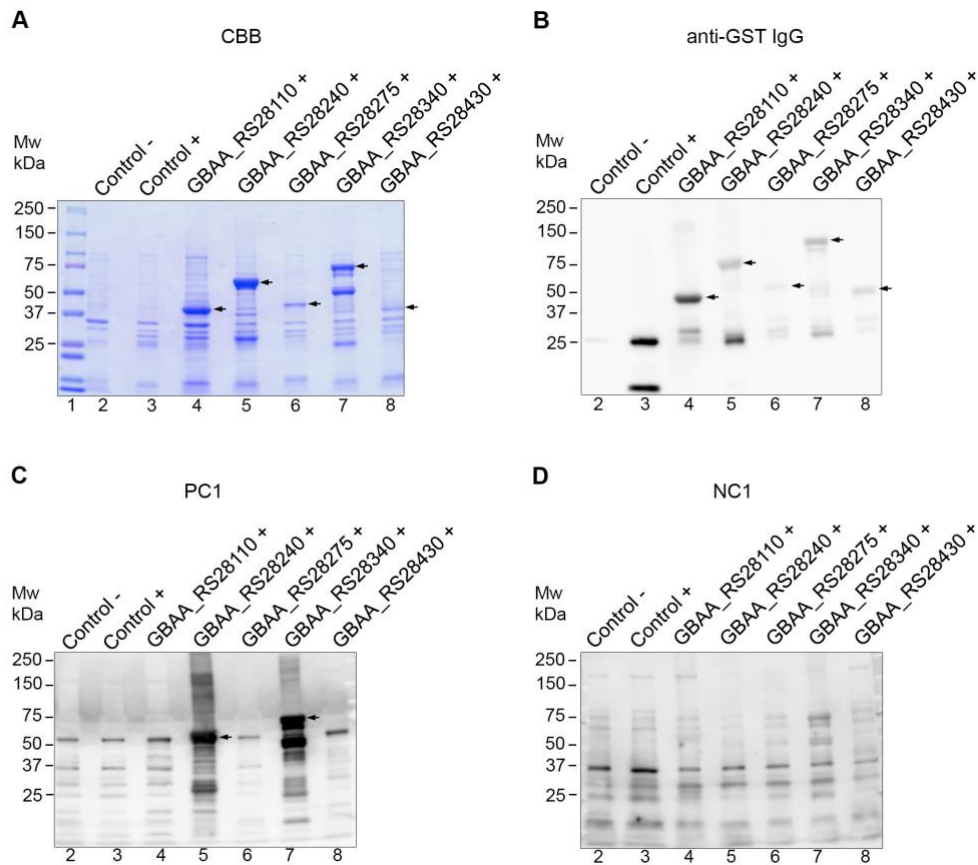 A
CBB
Mw
kDa
Control -
Control +
GBAA_RS28110 +
GBAA_RS28240 +
GBAA_RS28275 +
GBAA_RS28340 +
GBAA_RS28430 +
250
150
75
50
37
25
1 2 3 4 5 6 7 8
B
anti-GST IgG
Mw
kDa
Control -
Control +
GBAA_RS28110 +
GBAA_RS28240 +
GBAA_RS28275 +
GBAA_RS28340 +
GBAA_RS28430 +
250
150
75
50
37
25
2 3 4 5 6 7 8
C
PC1
Mw
kDa
Control -
Control +
GBAA_RS28110 +
GBAA_RS28240 +
GBAA_RS28275 +
GBAA_RS28340 +
GBAA_RS28430 +
250
150
75
50
37
25
2 3 4 5 6 7 8
D
NC1
Mw
kDa
Control -
Control +
GBAA_RS28110 +
GBAA_RS28240 +
GBAA_RS28275 +
GBAA_RS28340 +
GBAA_RS28430 +
250
150
75
50
37
25
2 3 4 5 6 7 8